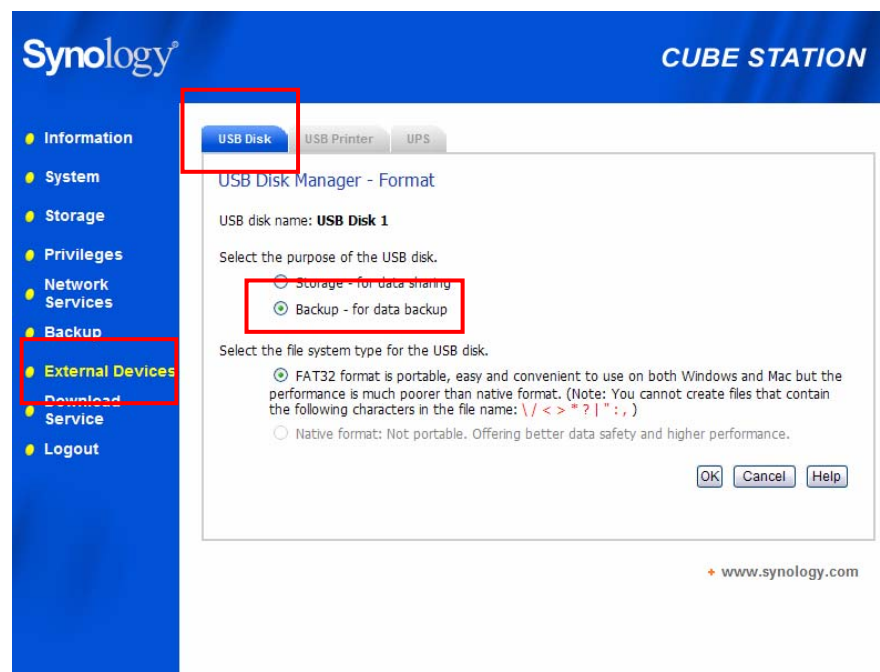 Synology
CUBE STATION
Information
System
Storage
Privileges
Network
Services
Backup
External Devices
Download
Service
Logout
USB Disk USB Printer UPS
USB Disk Manager - Format
USB disk name: USB Disk 1
Select the purpose of the USB disk.
Storage - for data sharing
Backup - for data backup
Select the file system type for the USB disk.
FAT32 format is portable, easy and convenient to use on both Windows and Mac but the
performance is much poorer than native format. (Note: You cannot create files that contain
the following characters in the file name: \ / < > * ? | " : , )
Native format: Not portable. Offering better data safety and higher performance.
OK Cancel Help
www.synology.com